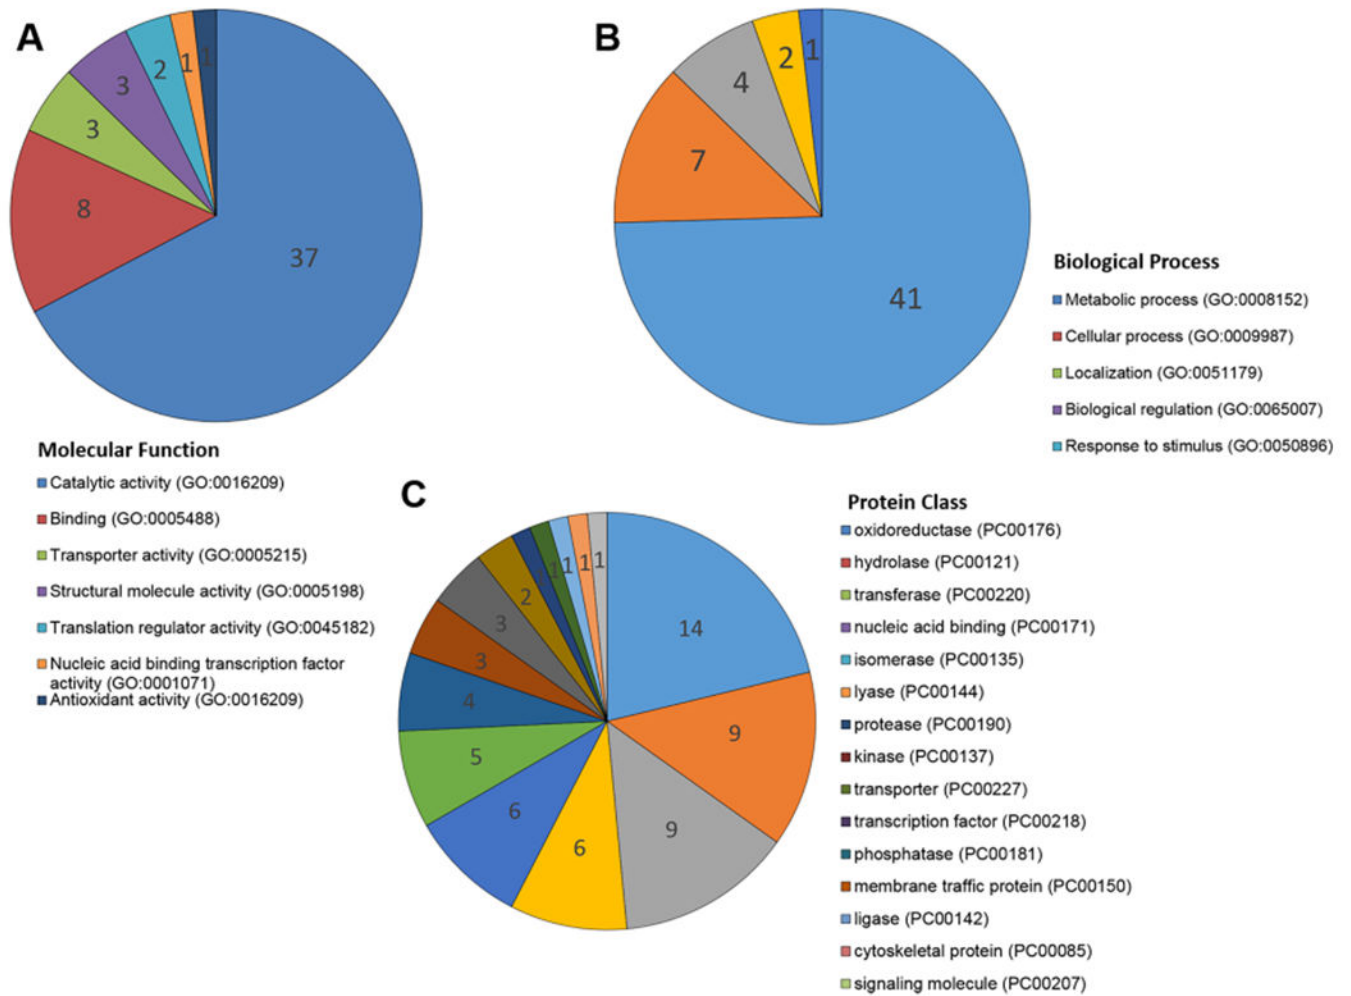 A
37
8
3
3
2
1
1
Molecular Function
Catalytic activity (GO:0016209)
Binding (GO:0005488)
Transporter activity (GO:0005215)
Structural molecule activity (GO:0005198)
Translation regulator activity (GO:0045182)
Nucleic acid binding transcription factor
activity (GO:0001071)
Antioxidant activity (GO:0016209)
B
41
7
4
2
1
Biological Process
Metabolic process (GO:0008152)
Cellular process (GO:0009987)
Localization (GO:0051179)
Biological regulation (GO:0065007)
Response to stimulus (GO:0050896)
C
14
9
9
6
6
5
4
3
3
2
1
1
1
1
Protein Class
oxidoreductase (PC00176)
hydrolase (PC00121)
transferase (PC00220)
nucleic acid binding (PC00171)
isomerase (PC00135)
lyase (PC00144)
protease (PC00190)
kinase (PC00137)
transporter (PC00227)
transcription factor (PC00218)
phosphatase (PC00181)
membrane traffic protein (PC00150)
ligase (PC00142)
cytoskeletal protein (PC00085)
signaling molecule (PC00207)